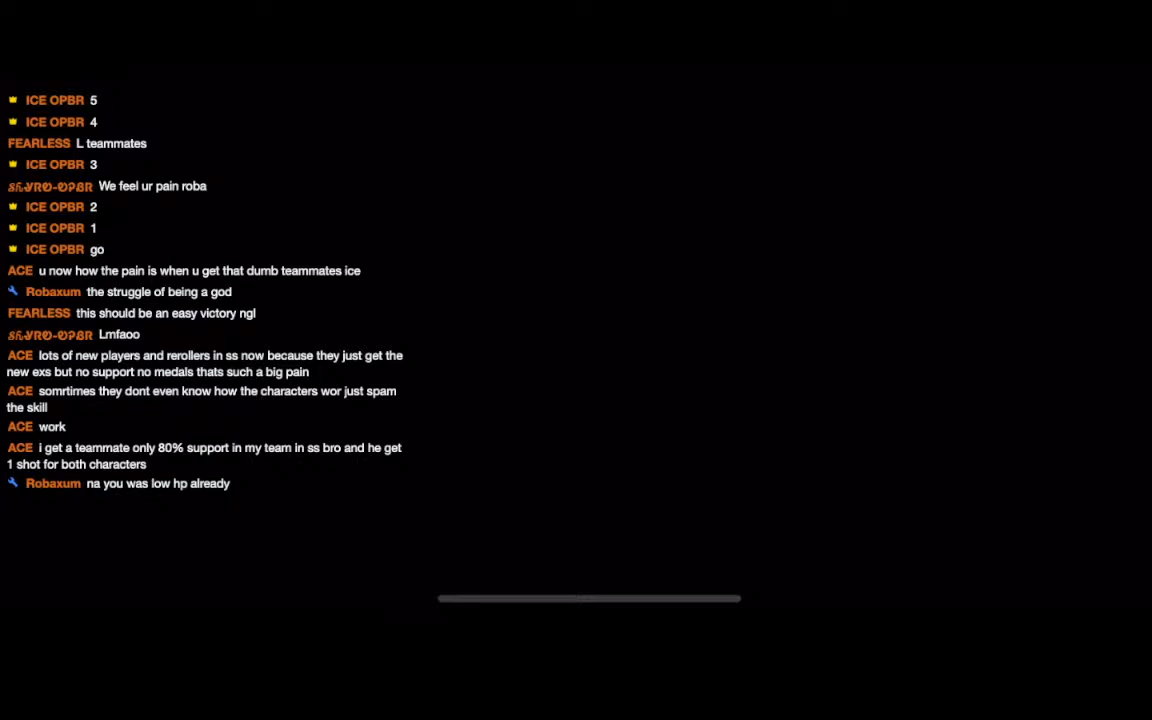 ICE OPBR 5
ICE OPBR 4
FEARLESS L teammates
ICE OPBR 3
We feel ur pain roba
ICE OPBR 2
ICE OPBR 1
ICE OPBR go
ACE u now how the pain is when u get that dumb teammates ice
Robaxum the struggle of being a god
FEARLESS this should be an easy victory ngl
Lmfaoo
ACE lots of new players and rerollers in ss now because they just get the
new exs but no support no medals thats such a big pain
ACE somrtimes they dont even know how the characters wor just spam
the skill
ACE work
ACE i get a teammate only 80% support in my team in ss bro and he get
1 shot for both characters
Robaxum na you was low hp already